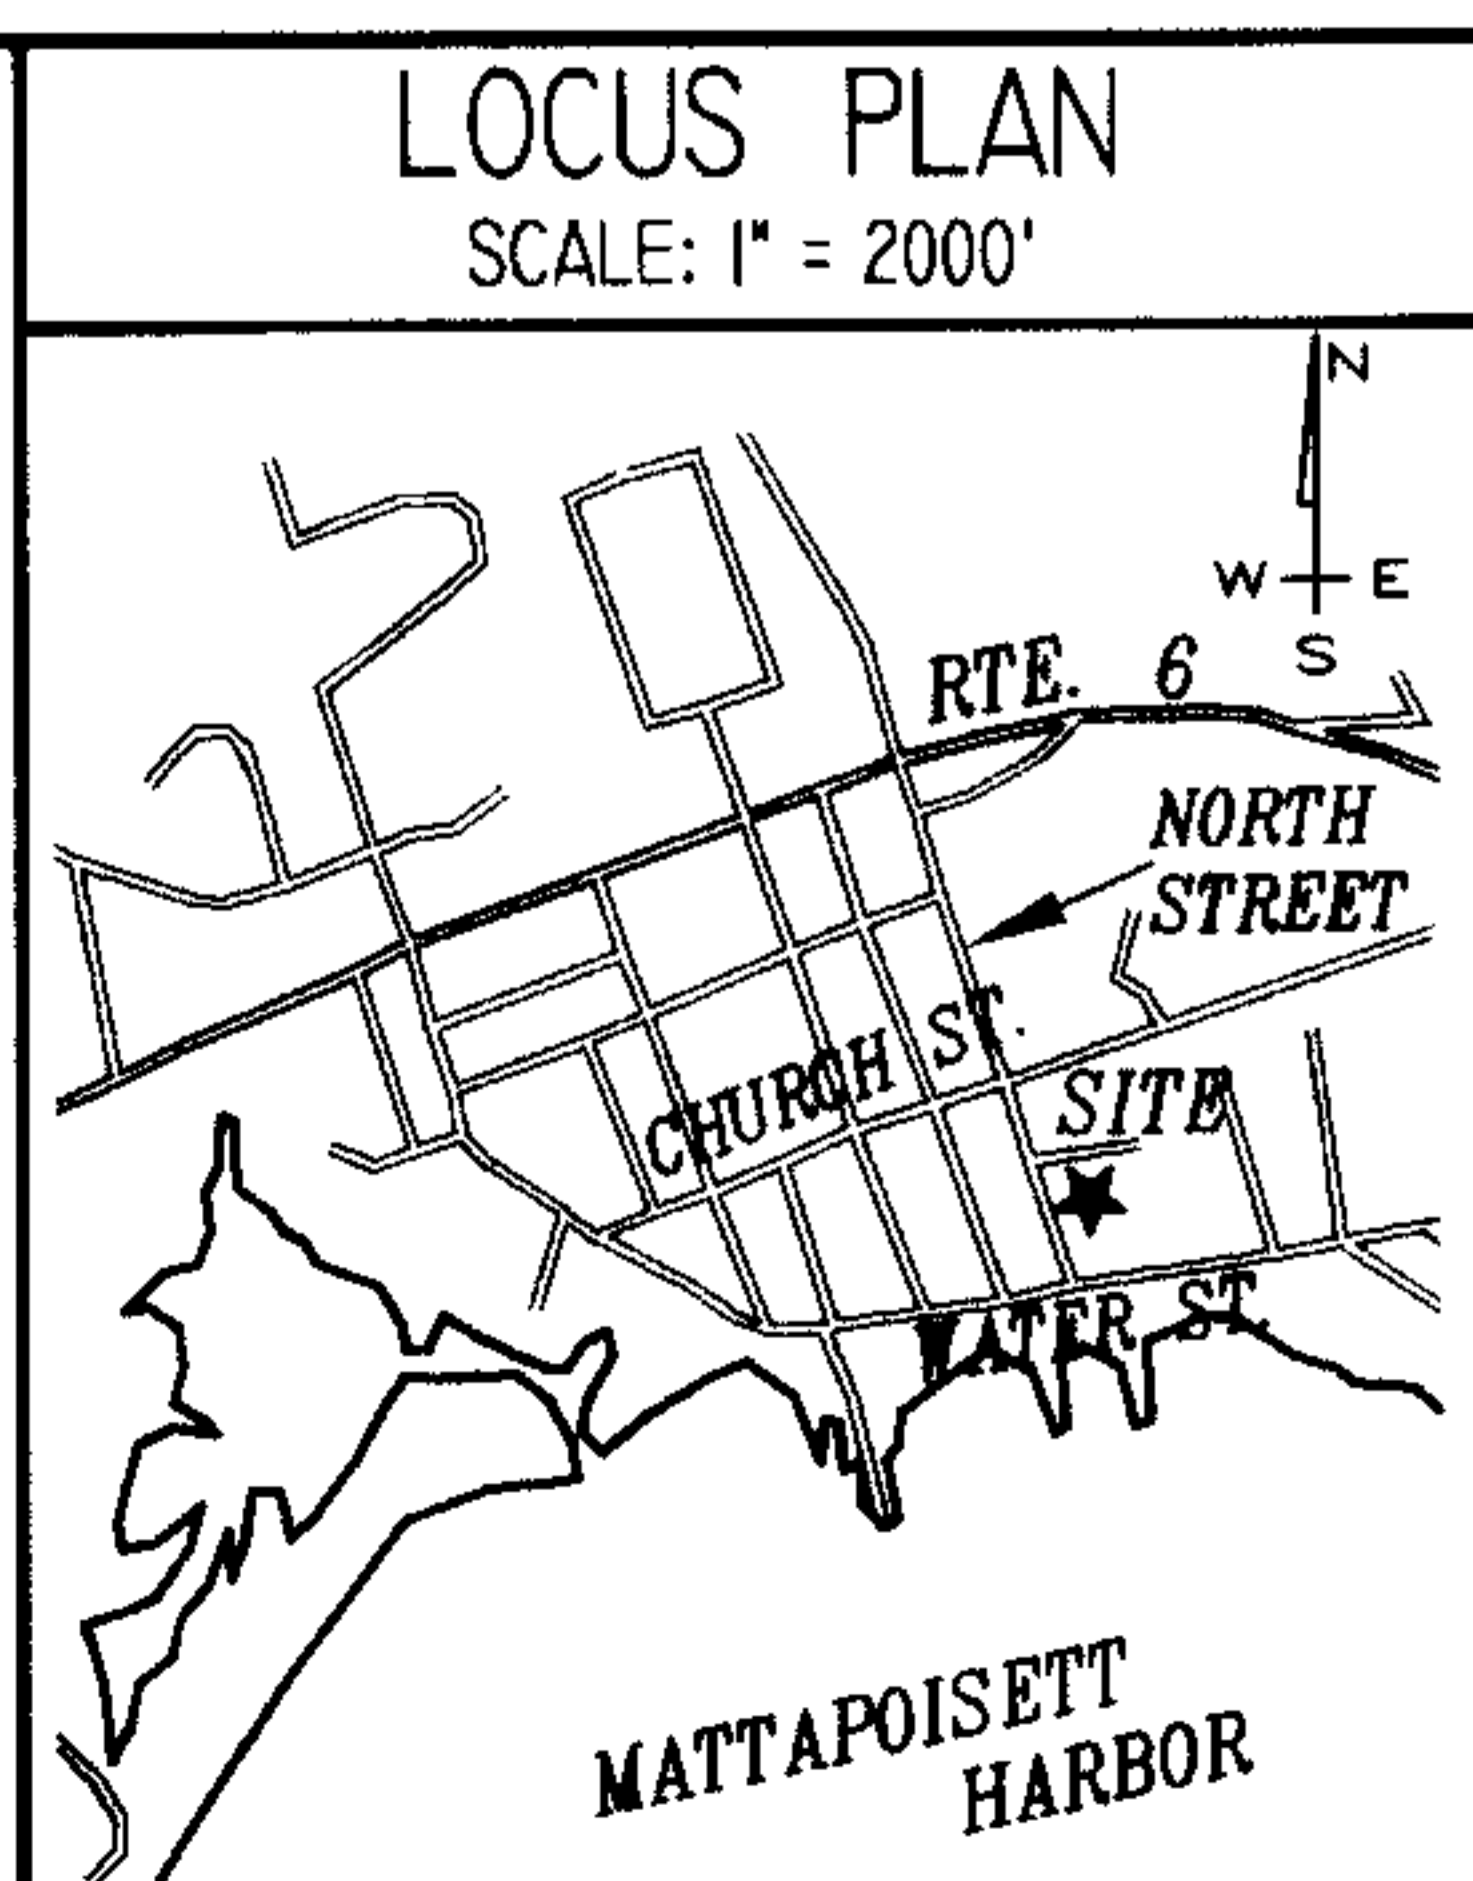 LOCUS PLAN
SCALE: 1" = 2000'
N
W E
S
RTE. 6
NORTH
STREET
CHURCH ST.
SITE
WATER ST.
MATTAPOISETT
HARBOR